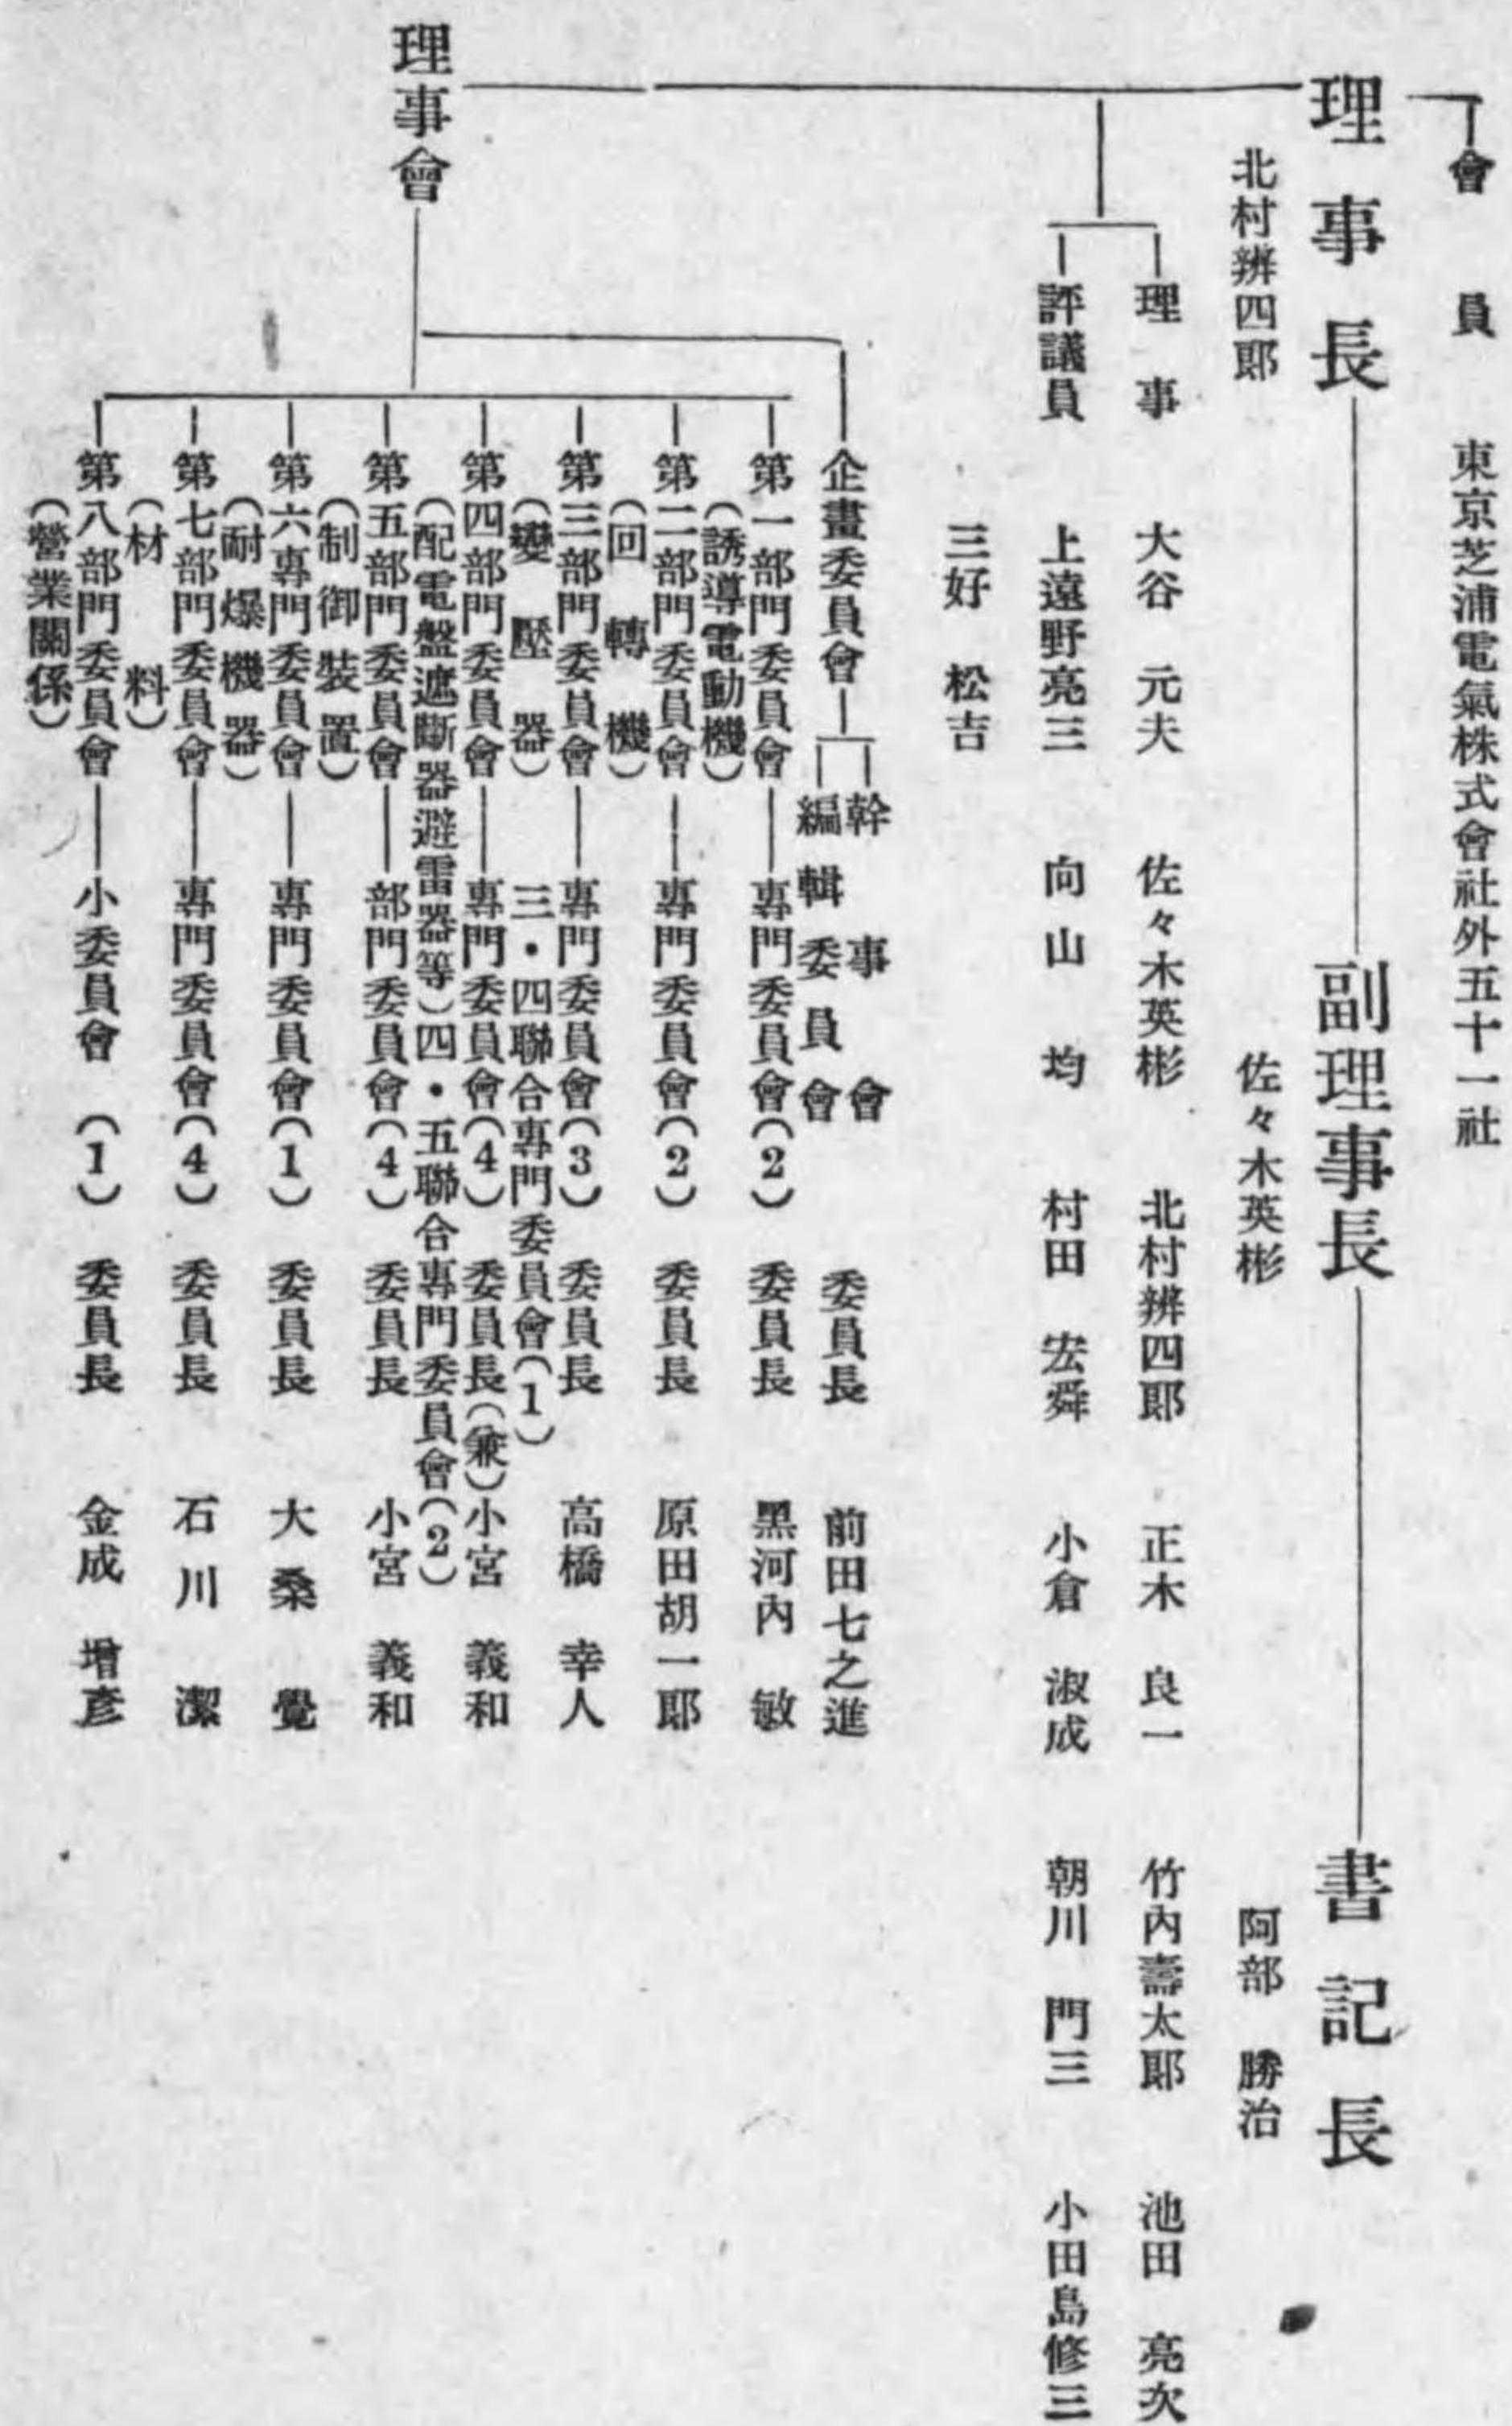 會員 東京芝浦電氣株式會社外五十一社
理事長 副理事長 書記長
北村辨四郎 佐々木英彬 阿部勝治
理事 大谷元夫 佐々木英彬 北村辨四郎 正木良一 竹內壽太郎 池田亮次
評議員 上遠野亮三 向山均 村田宏舜 小倉淑成 朝川門三 小田島修三
三好松吉
幹事會
企畫委員會 委員長 前田七之進
編輯委員會
第一部門委員會 專門委員會(2) 委員長 黑河內敏
(誘導電動機)
第二部門委員會 專門委員會(2) 委員長 原田胡一郎
(回轉機)
第三部門委員會 專門委員會(3) 委員長 高橋幸人
(變壓器) 三・四聯合專門委員會(1)
第四部門委員會 專門委員會(4) 委員長(兼) 小宮義和
(配電盤遮斷器避雷器等) 四・五聯合專門委員會(2)
第五部門委員會 部門委員會(4) 委員長 小宮義和
(制御裝置)
第六專門委員會 專門委員會(1) 委員長 大桑覺
(耐爆機器)
第七部門委員會 專門委員會(4) 委員長 石川潔
(材料)
第八部門委員會 小委員會(1) 委員長 金成增彥
(營業關係)
理事會